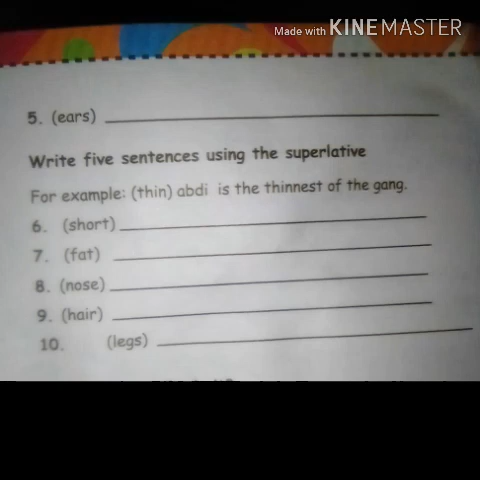 Made with KINEMASTER
5. (ears)
Write five sentences using the superlative
For example: (thin) abdi is the thinnest of the gang.
6. (short)
7. (fat)
8. (nose)
9. (hair)
10. (legs)